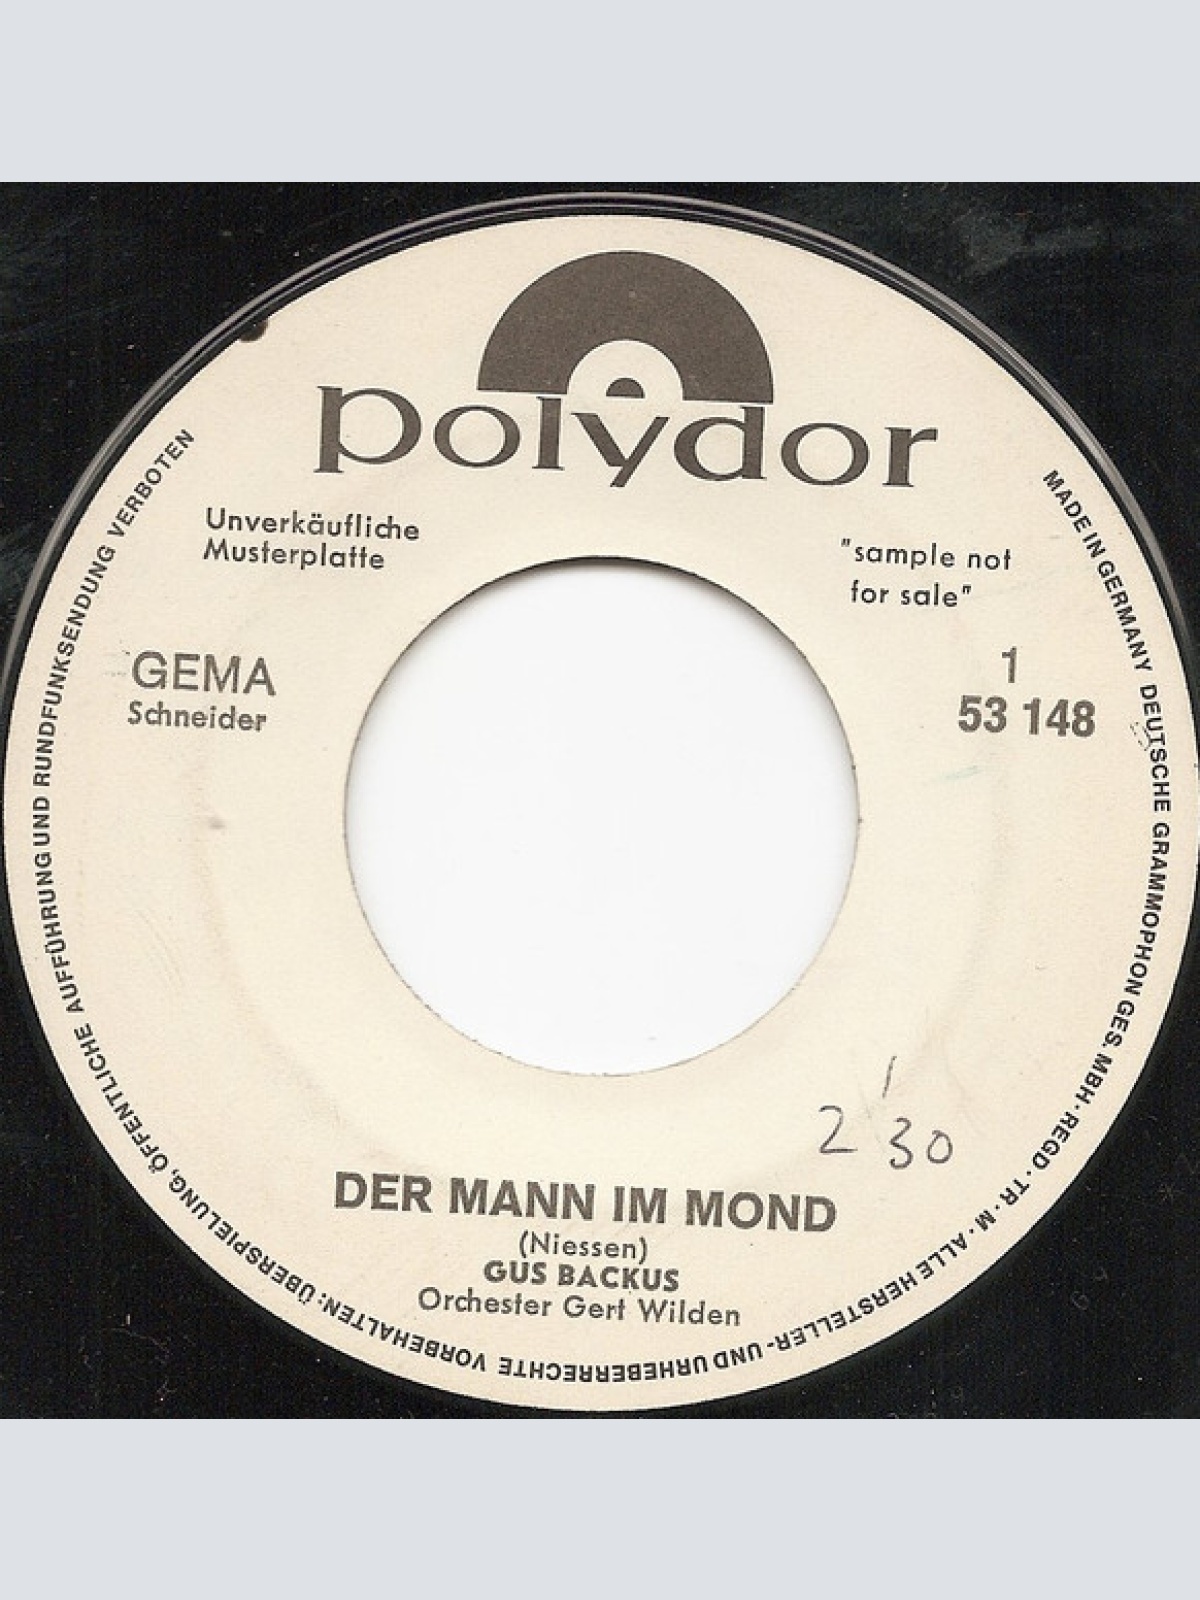 polydor
Unverkäufliche
Musterplatte
"sample not
for sale"
GEMA
Schneider
1
53 148
2'30
DER MANN IM MOND
(Niessen)
GUS BACKUS
Orchester Gert Wilden
MADE IN GERMANY DEUTSCHE GRAMMOPHON GES. MBH · REGD · TR · M · ALLE HERSTELLER- UND URHEBERRECHTE VORBEHALTEN: ÜBERSPIELUNG, ÖFFENTLICHE AUFFÜHRUNG UND RUNDFUNKSENDUNG VERBOTEN